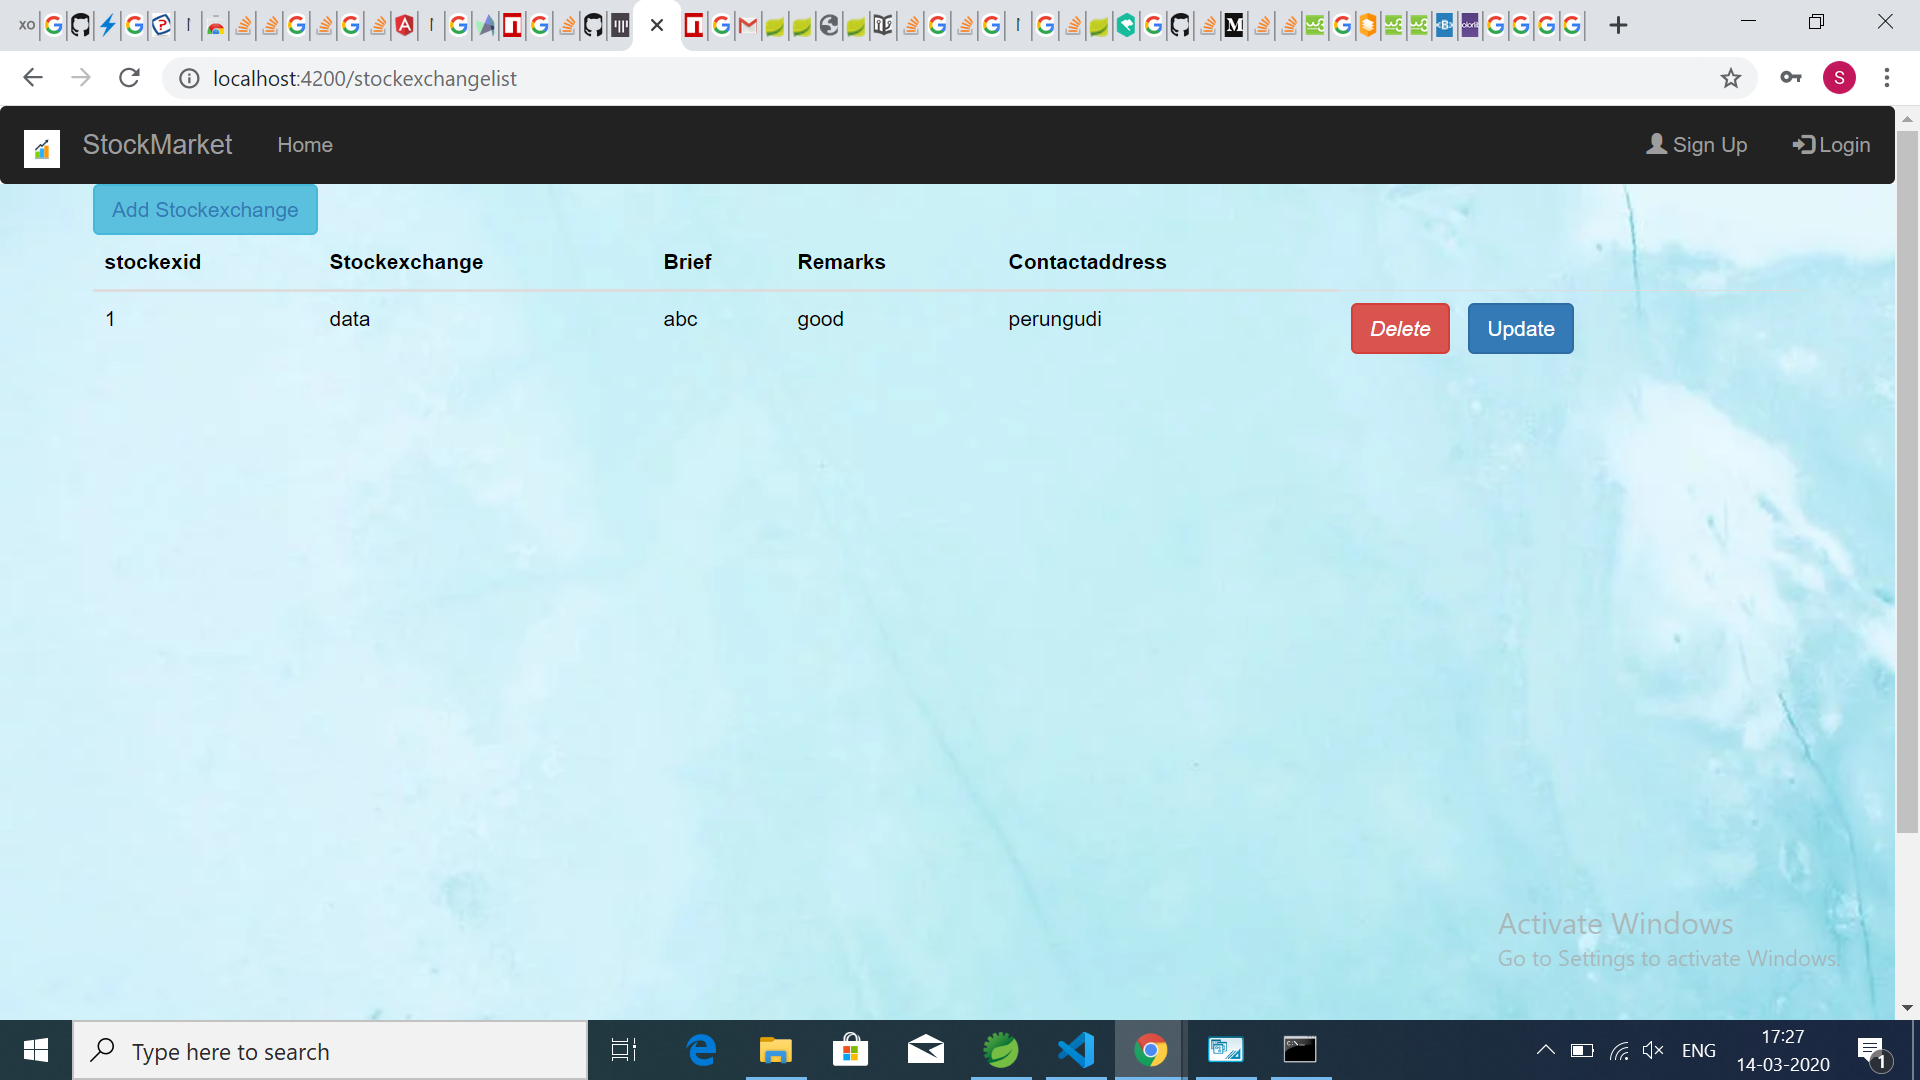 xo
localhost:4200/stockexchangelist
S
StockMarket
Home
Sign Up
Login
Add Stockexchange
stockexid Stockexchange Brief Remarks Contactaddress
1 data abc good perungudi Delete Update
Activate Windows
Go to Settings to activate Windows.
Type here to search
ENG
17:27
14-03-2020
1